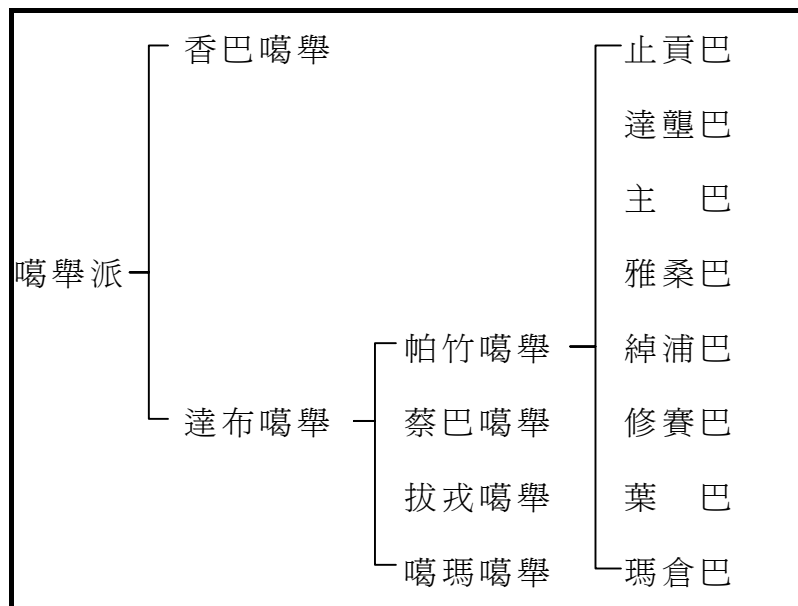 香巴噶舉 止貢巴
達壟巴
主 巴
噶舉派 雅桑巴
帕竹噶舉 綽浦巴
達布噶舉 蔡巴噶舉 修賽巴
拔戎噶舉 葉 巴
噶瑪噶舉 瑪倉巴